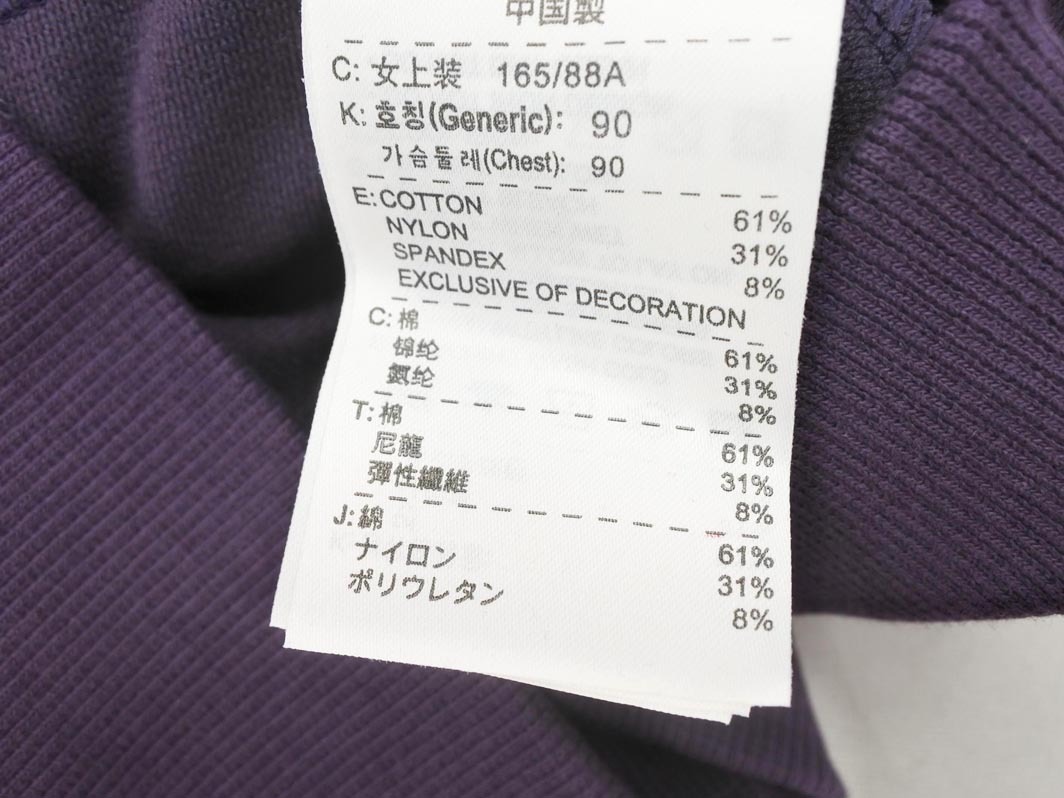 中国製
C: 女上装 165/88A
K: 호칭(Generic): 90
가슴둘레(Chest): 90
E: COTTON 61%
NYLON 31%
SPANDEX 8%
EXCLUSIVE OF DECORATION
C: 棉 61%
锦纶 31%
氨纶 8%
T: 棉 61%
尼龍 31%
彈性纖維 8%
J: 綿 61%
ナイロン 31%
ポリウレタン 8%